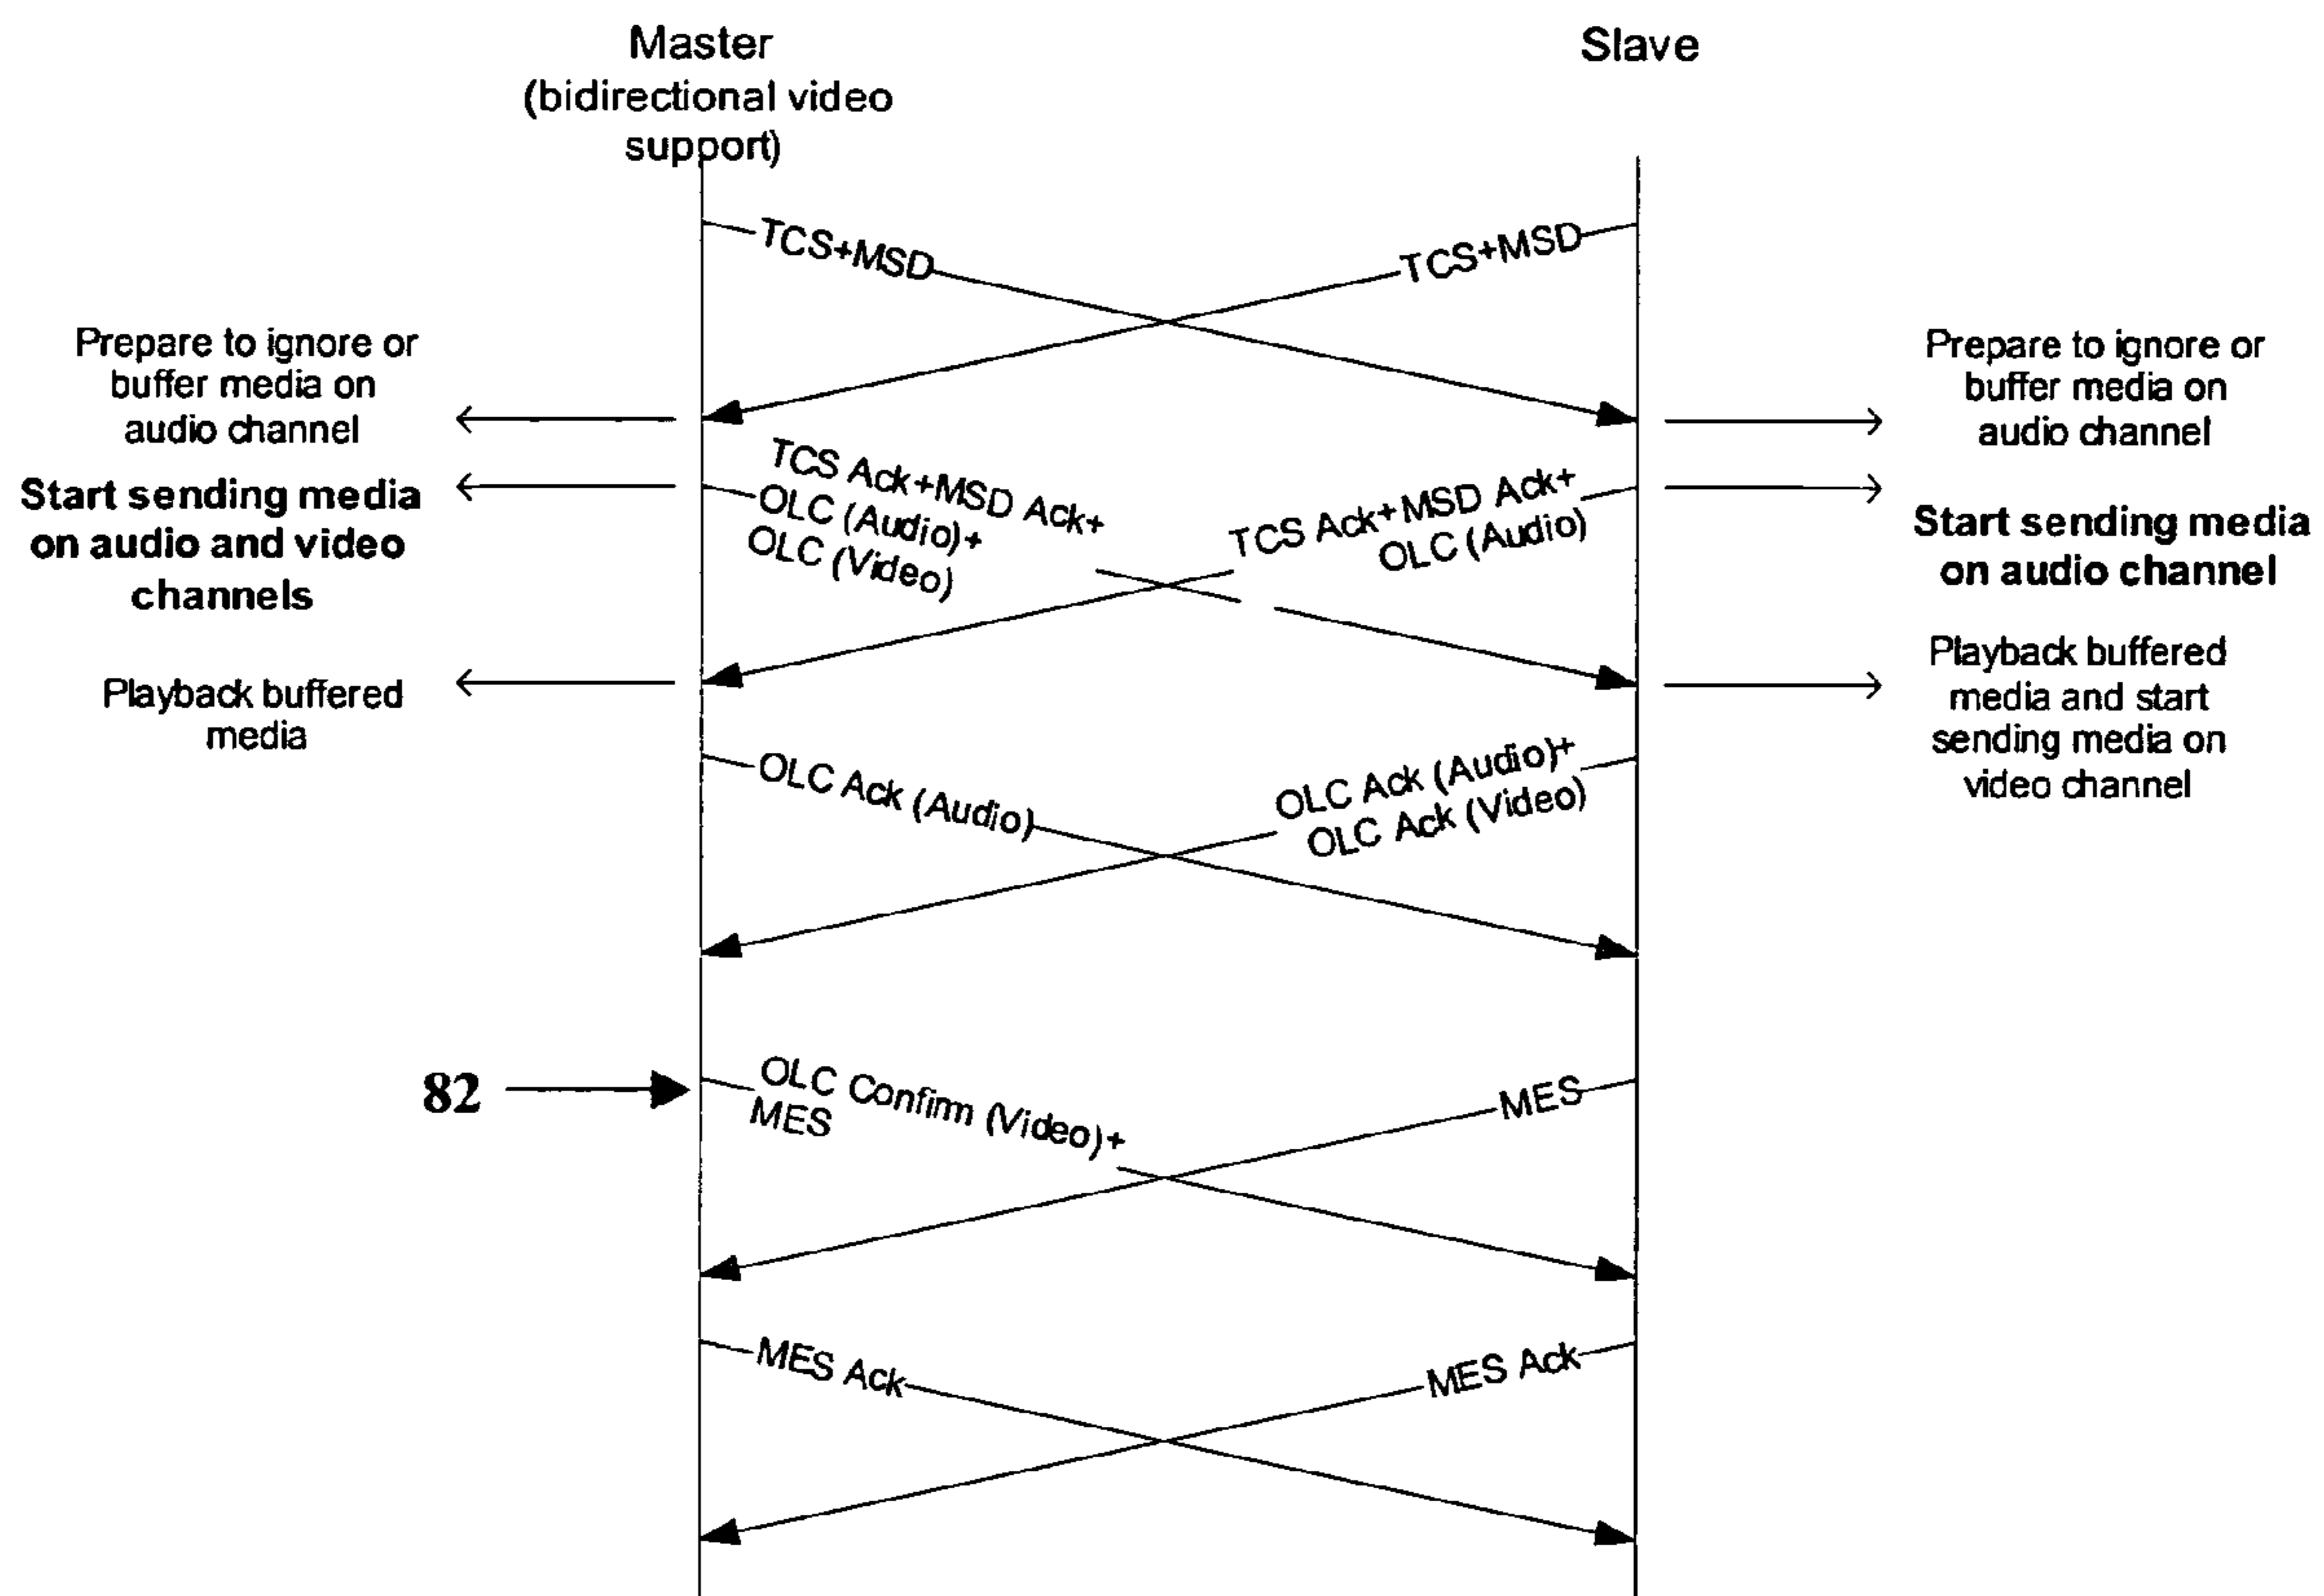 Master
(bidirectional video
support)
Slave
TCS+MSD
TCS+MSD
Prepare to ignore or
buffer media on
audio channel
Prepare to ignore or
buffer media on
audio channel
Start sending media
on audio and video
channels
TCS Ack+MSD Ack+
OLC (Audio)+
OLC (Video)
TCS Ack+MSD Ack+
OLC (Audio)
Start sending media
on audio channel
Playback buffered
media
Playback buffered
media and start
sending media on
video channel
OLC Ack (Audio)
OLC Ack (Audio)+
OLC Ack (Video)
82
OLC Confirm (Video)+
MES
MES
MES Ack
MES Ack